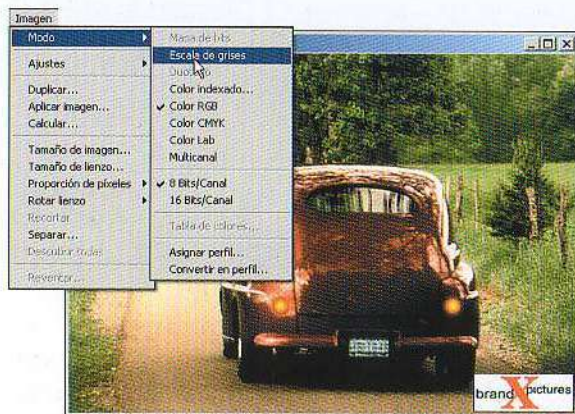 Imagen
Modo
Ajustes
Duplicar...
Aplicar imagen...
Calcular...
Tamaño de imagen...
Tamaño de lienzo...
Proporción de píxeles
Rotar lienzo
Recortar
Separar...
Descubrir todas
Reventar...
Mapa de bits
Escala de grises
Duotono
Color indexado...
Color RGB
Color CMYK
Color Lab
Multicanal
8 Bits/Canal
16 Bits/Canal
Tabla de colores...
Asignar perfil...
Convertir en perfil...
brand X pictures